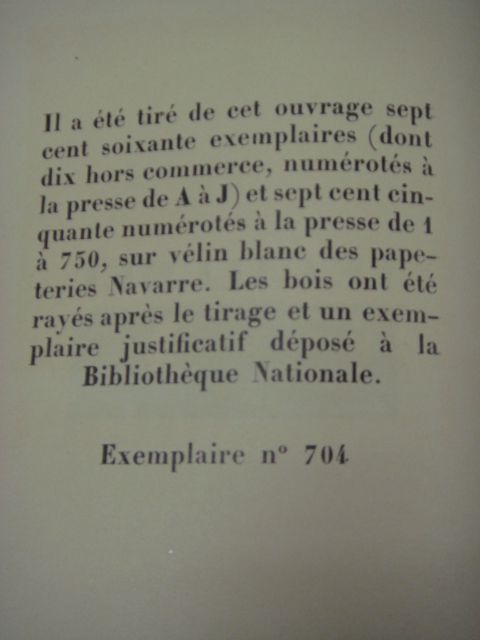 Il a été tiré de cet ouvrage sept
cent soixante exemplaires (dont
dix hors commerce, numérotés à
la presse de A à J) et sept cent cin-
quante numérotés à la presse de 1
à 750, sur vélin blanc des pape-
teries Navarre. Les bois ont été
rayés après le tirage et un exem-
plaire justificatif déposé à la
Bibliothèque Nationale.
Exemplaire nº 704